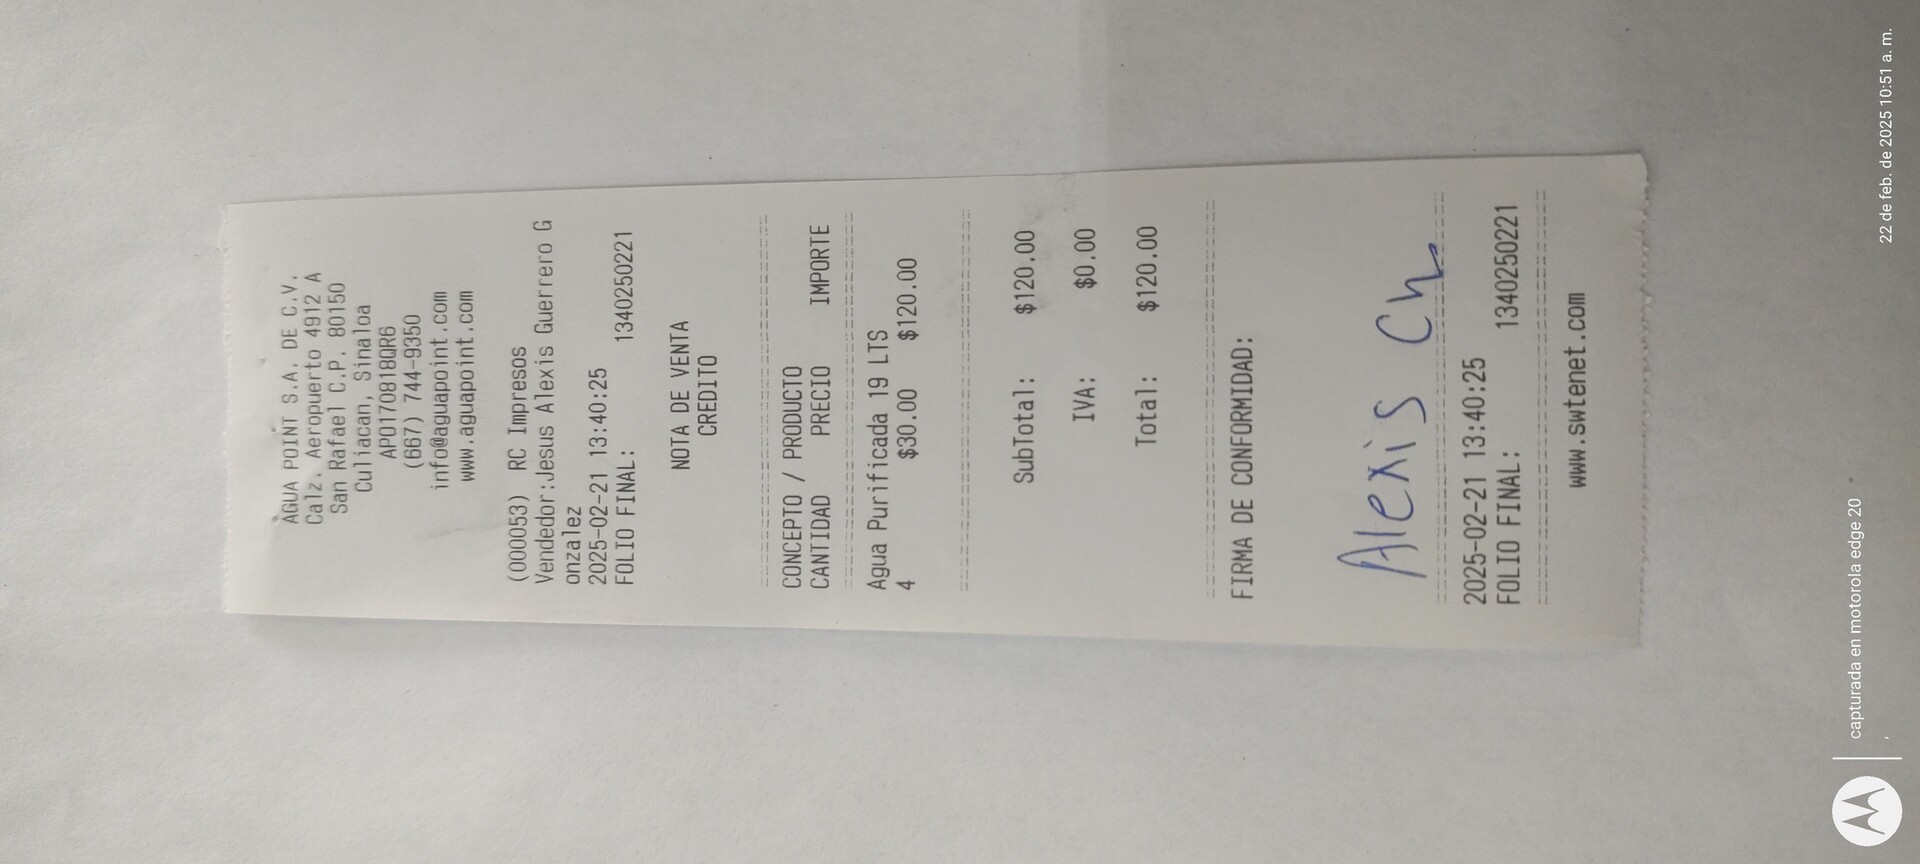 AGUA POINT S.A. DE C.V.
Calz. Aeropuerto 4912 A
San Rafael C.P. 80150
Culiacan, Sinaloa
APO170818QR6
(667) 744-9350
info@aguapoint.com
www.aguapoint.com
(000053) RC Impresos
Vendedor:Jesus Alexis Guerrero G
onzalez
2025-02-21 13:40:25
FOLIO FINAL: 1340250221
NOTA DE VENTA
CREDITO
CONCEPTO / PRODUCTO
CANTIDAD PRECIO IMPORTE
Agua Purificada 19 LTS
4 $30.00 $120.00
SubTotal: $120.00
IVA: $0.00
Total: $120.00
FIRMA DE CONFORMIDAD:
Alexis Ch
2025-02-21 13:40:25
FOLIO FINAL: 1340250221
www.swtenet.com
capturada en motorola edge 20
22 de feb. de 2025 10:51 a. m.